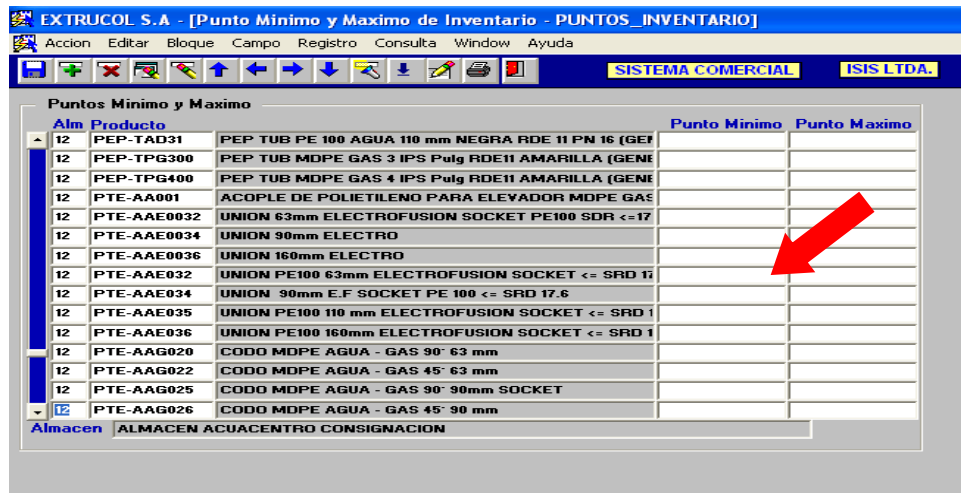 EXTRUCOL S.A - [Punto Minimo y Maximo de Inventario - PUNTOS_INVENTARIO]
Accion Editar Bloque Campo Registro Consulta Window Ayuda
SISTEMA COMERCIAL ISIS LTDA.
Puntos Minimo y Maximo
Alm Producto Punto Minimo Punto Maximo
12 PEP-TAD31 PEP TUB PE 100 AGUA 110 mm NEGRA RDE 11 PN 16 (GEN
12 PEP-TPG300 PEP TUB MDPE GAS 3 IPS Pulg RDE11 AMARILLA (GENE
12 PEP-TPG400 PEP TUB MDPE GAS 4 IPS Pulg RDE11 AMARILLA (GENE
12 PTE-AA001 ACOPLE DE POLIETILENO PARA ELEVADOR MDPE GAS
12 PTE-AAE0032 UNION 63mm ELECTROFUSION SOCKET PE100 SDR <=17
12 PTE-AAE0034 UNION 90mm ELECTRO
12 PTE-AAE0036 UNION 160mm ELECTRO
12 PTE-AAE032 UNION PE100 63mm ELECTROFUSION SOCKET <= SRD 17
12 PTE-AAE034 UNION 90mm E.F SOCKET PE 100 <= SRD 17.6
12 PTE-AAE035 UNION PE100 110 mm ELECTROFUSION SOCKET <= SRD 1
12 PTE-AAE036 UNION PE100 160mm ELECTROFUSION SOCKET <= SRD 1
12 PTE-AAG020 CODO MDPE AGUA - GAS 90° 63 mm
12 PTE-AAG022 CODO MDPE AGUA - GAS 45° 63 mm
12 PTE-AAG025 CODO MDPE AGUA - GAS 90° 90mm SOCKET
12 PTE-AAG026 CODO MDPE AGUA - GAS 45° 90 mm
Almacen ALMACEN ACUACENTRO CONSIGNACION